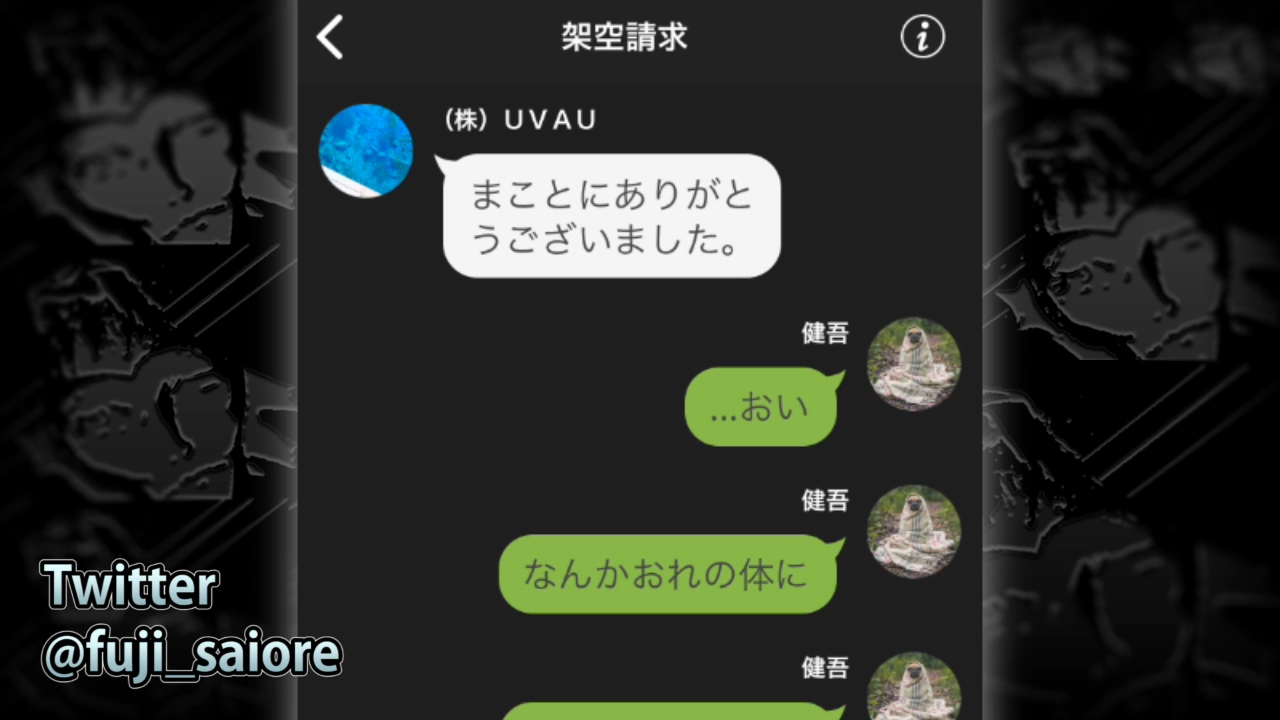 架空請求
(株) UVAU
まことにありがと
うございました。
健吾
...おい
健吾
なんかおれの体に
健吾
Twitter
@fuji_saiore